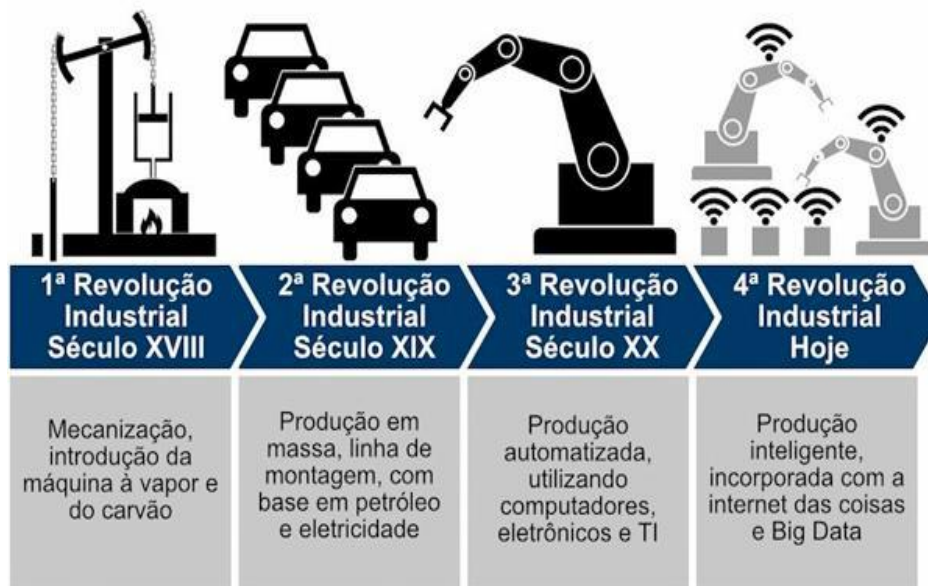 1ª Revolução
Industrial
Século XVIII
2ª Revolução
Industrial
Século XIX
3ª Revolução
Industrial
Século XX
4ª Revolução
Industrial
Hoje
Mecanização,
introdução da
máquina à vapor e
do carvão
Produção em
massa, linha de
montagem, com
base em petróleo
e eletricidade
Produção
automatizada,
utilizando
computadores,
eletrônicos e TI
Produção
inteligente,
incorporada com a
internet das coisas
e Big Data